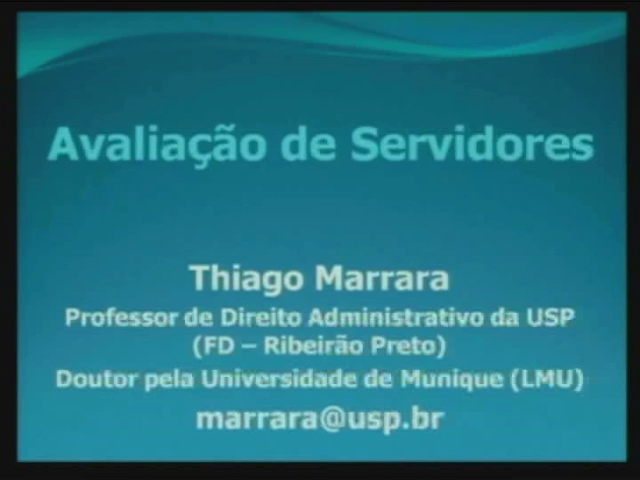 Avaliação de Servidores
Thiago Marrara
Professor de Direito Administrativo da USP
(FD – Ribeirão Preto)
Doutor pela Universidade de Munique (LMU)
marrara@usp.br